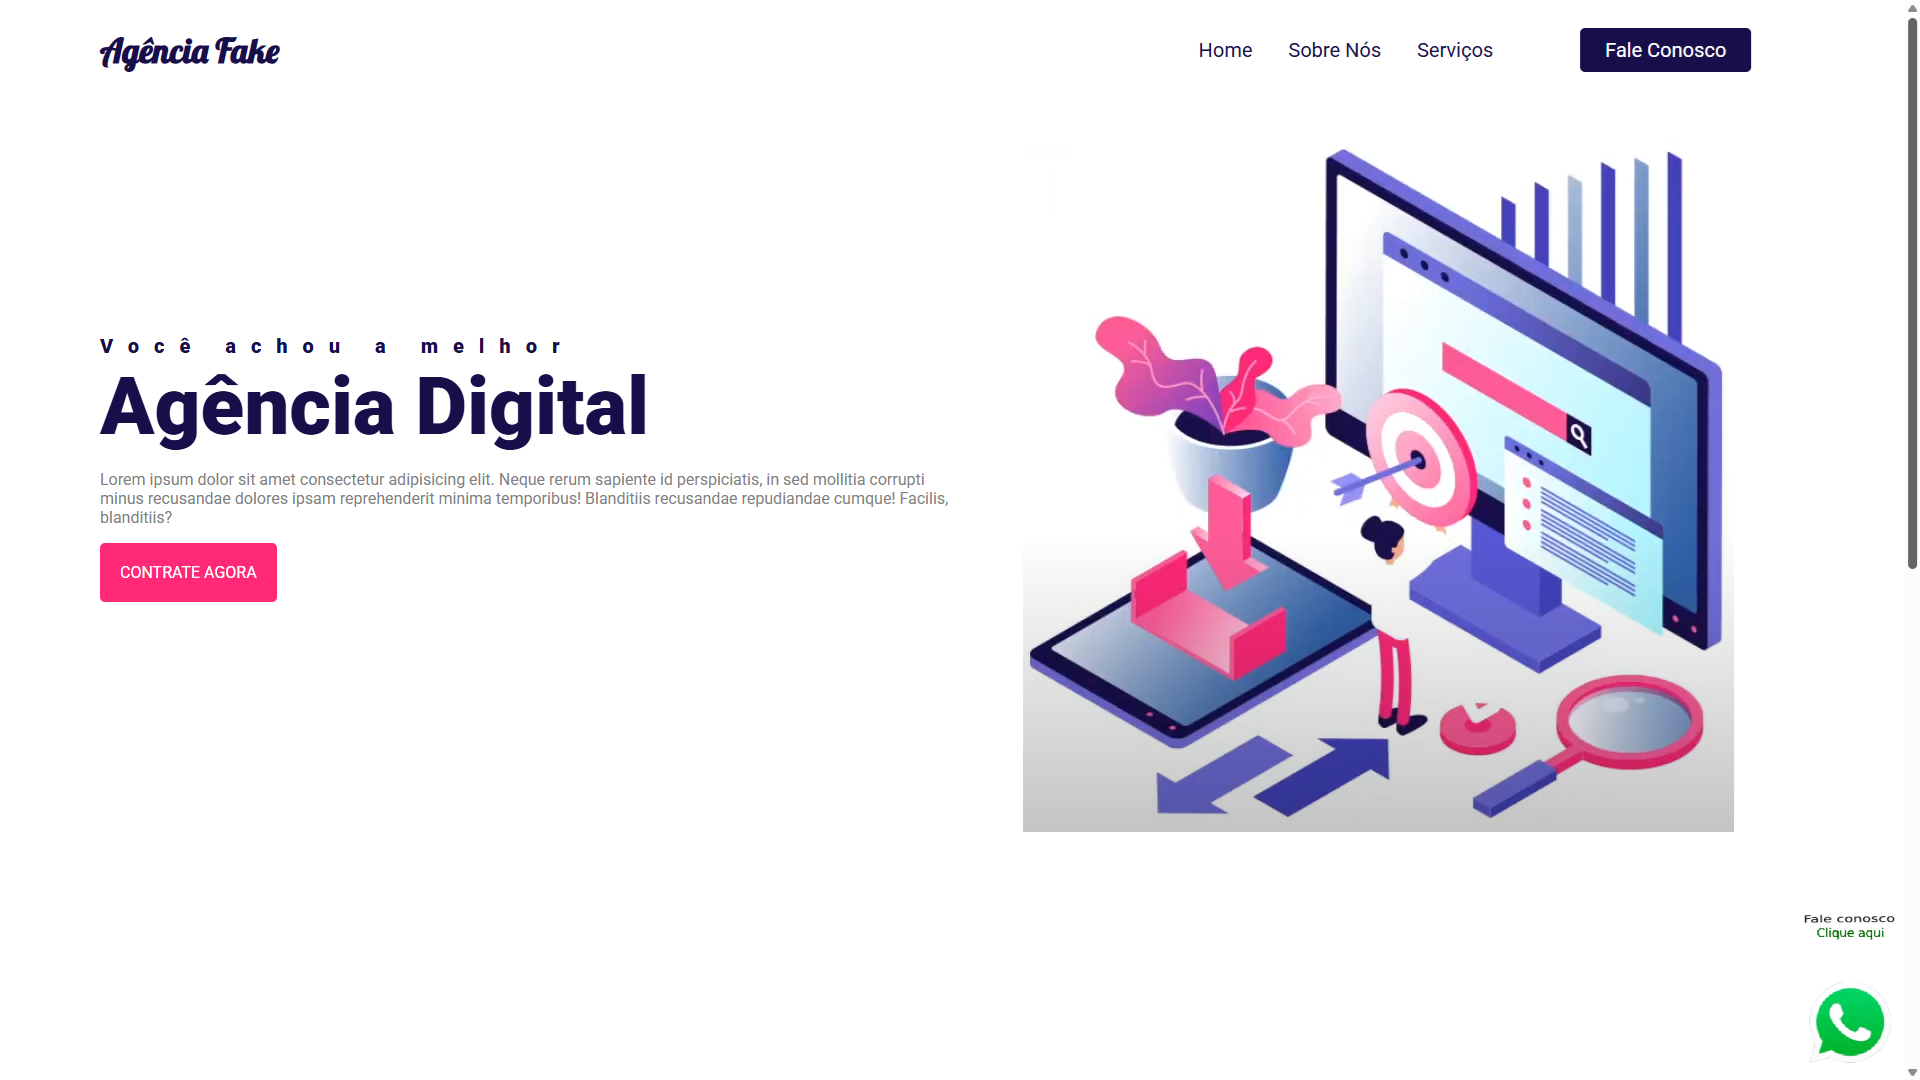 Agência Fake
Home
Sobre Nós
Serviços
Fale Conosco
Você achou a melhor
Agência Digital
Lorem ipsum dolor sit amet consectetur adipisicing elit. Neque rerum sapiente id perspiciatis, in sed mollitia corrupti
minus recusandae dolores ipsam reprehenderit minima temporibus! Blanditiis recusandae repudiandae cumque! Facilis,
blanditiis?
CONTRATE AGORA
Fale conosco
Clique aqui